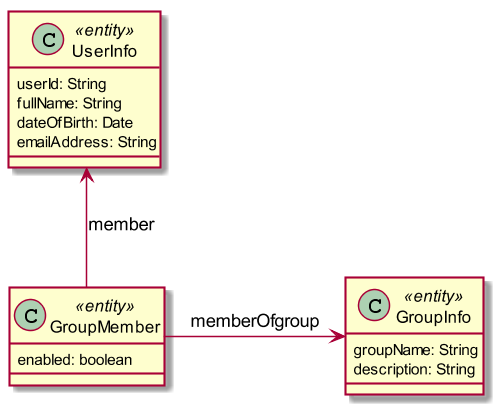 C «entity»
UserInfo
userId: String
fullName: String
dateOfBirth: Date
emailAddress: String
member
C «entity»
GroupMember
enabled: boolean
memberOfgroup
C «entity»
GroupInfo
groupName: String
description: String